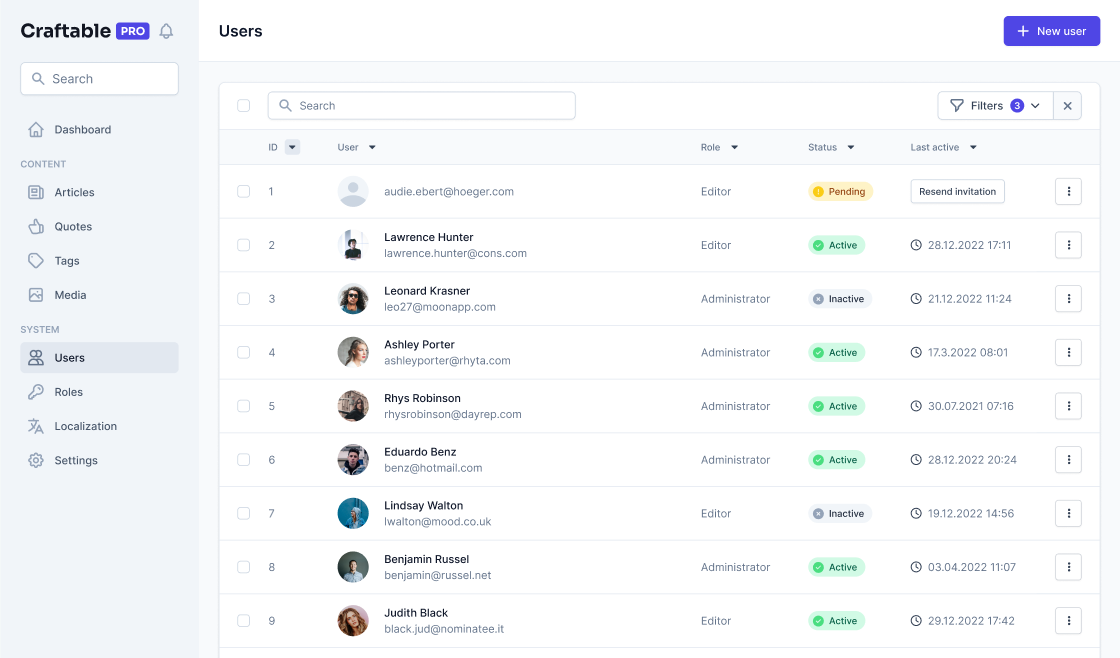 Craftable PRO
Search
Dashboard
CONTENT
Articles
Quotes
Tags
Media
SYSTEM
Users
Roles
Localization
Settings
Users
New user
Search
Filters 3
ID User Role Status Last active
1 audie.ebert@hoeger.com Editor Pending Resend invitation
2 Lawrence Hunter Editor Active 28.12.2022 17:11
lawrence.hunter@cons.com
3 Leonard Krasner Administrator Inactive 21.12.2022 11:24
leo27@moonapp.com
4 Ashley Porter Administrator Active 17.3.2022 08:01
ashleyporter@rhyta.com
5 Rhys Robinson Administrator Active 30.07.2021 07:16
rhysrobinson@dayrep.com
6 Eduardo Benz Administrator Active 28.12.2022 20:24
benz@hotmail.com
7 Lindsay Walton Editor Inactive 19.12.2022 14:56
lwalton@mood.co.uk
8 Benjamin Russel Administrator Active 03.04.2022 11:07
benjamin@russel.net
9 Judith Black Editor Active 29.12.2022 17:42
black.jud@nominatee.it